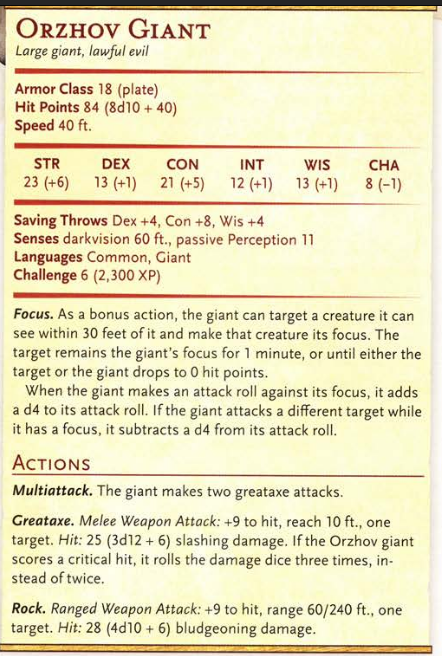 Orzhov Giant
Large giant, lawful evil
Armor Class 18 (plate)
Hit Points 84 (8d10 + 40)
Speed 40 ft.
STR DEX CON INT WIS CHA
23 (+6) 13 (+1) 21 (+5) 12 (+1) 13 (+1) 8 (−1)
Saving Throws Dex +4, Con +8, Wis +4
Senses darkvision 60 ft., passive Perception 11
Languages Common, Giant
Challenge 6 (2,300 XP)
Focus. As a bonus action, the giant can target a creature it can
see within 30 feet of it and make that creature its focus. The
target remains the giant's focus for 1 minute, or until either the
target or the giant drops to 0 hit points.
When the giant makes an attack roll against its focus, it adds
a d4 to its attack roll. If the giant attacks a different target while
it has a focus, it subtracts a d4 from its attack roll.
Actions
Multiattack. The giant makes two greataxe attacks.
Greataxe. Melee Weapon Attack: +9 to hit, reach 10 ft., one
target. Hit: 25 (3d12 + 6) slashing damage. If the Orzhov giant
scores a critical hit, it rolls the damage dice three times, in-
stead of twice.
Rock. Ranged Weapon Attack: +9 to hit, range 60/240 ft., one
target. Hit: 28 (4d10 + 6) bludgeoning damage.